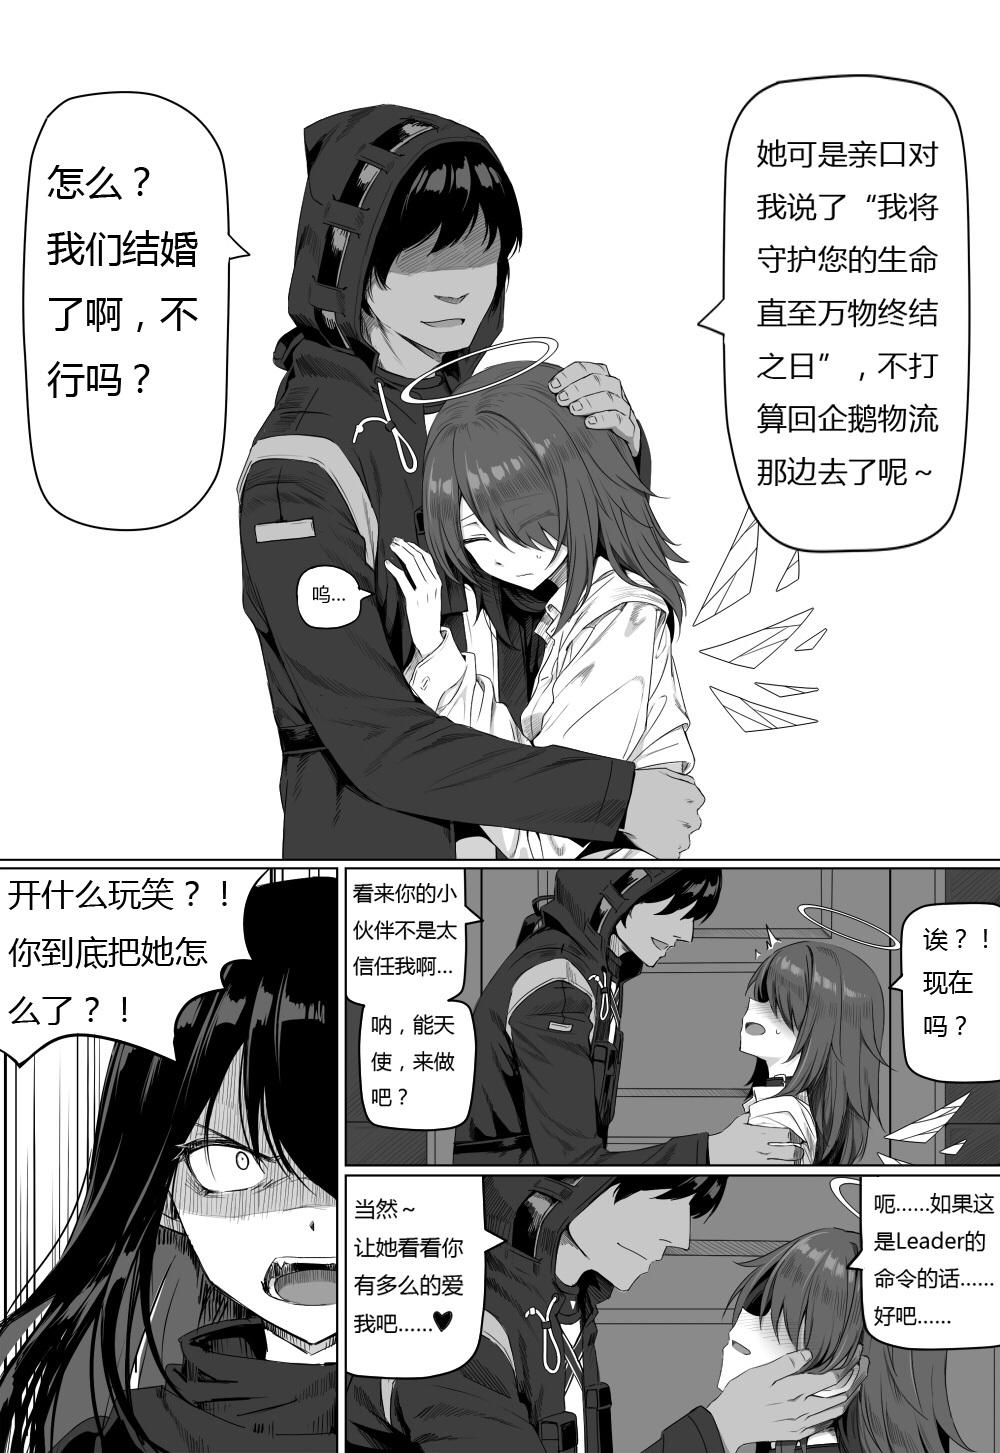 怎么？
我们结婚
了啊，不
行吗？
她可是亲口对
我说了“我将
守护您的生命
直至万物终结
之日”，不打
算回企鹅物流
那边去了呢～
呜...
开什么玩笑？！
你到底把她怎
么了？！
看来你的小
伙伴不是太
信任我啊...
呐，能天
使，来做
吧？
诶？！
现在
吗？
当然～
让她看看你
有多么的爱
我吧......♥
呃......如果这
是Leader的
命令的话......
好吧......